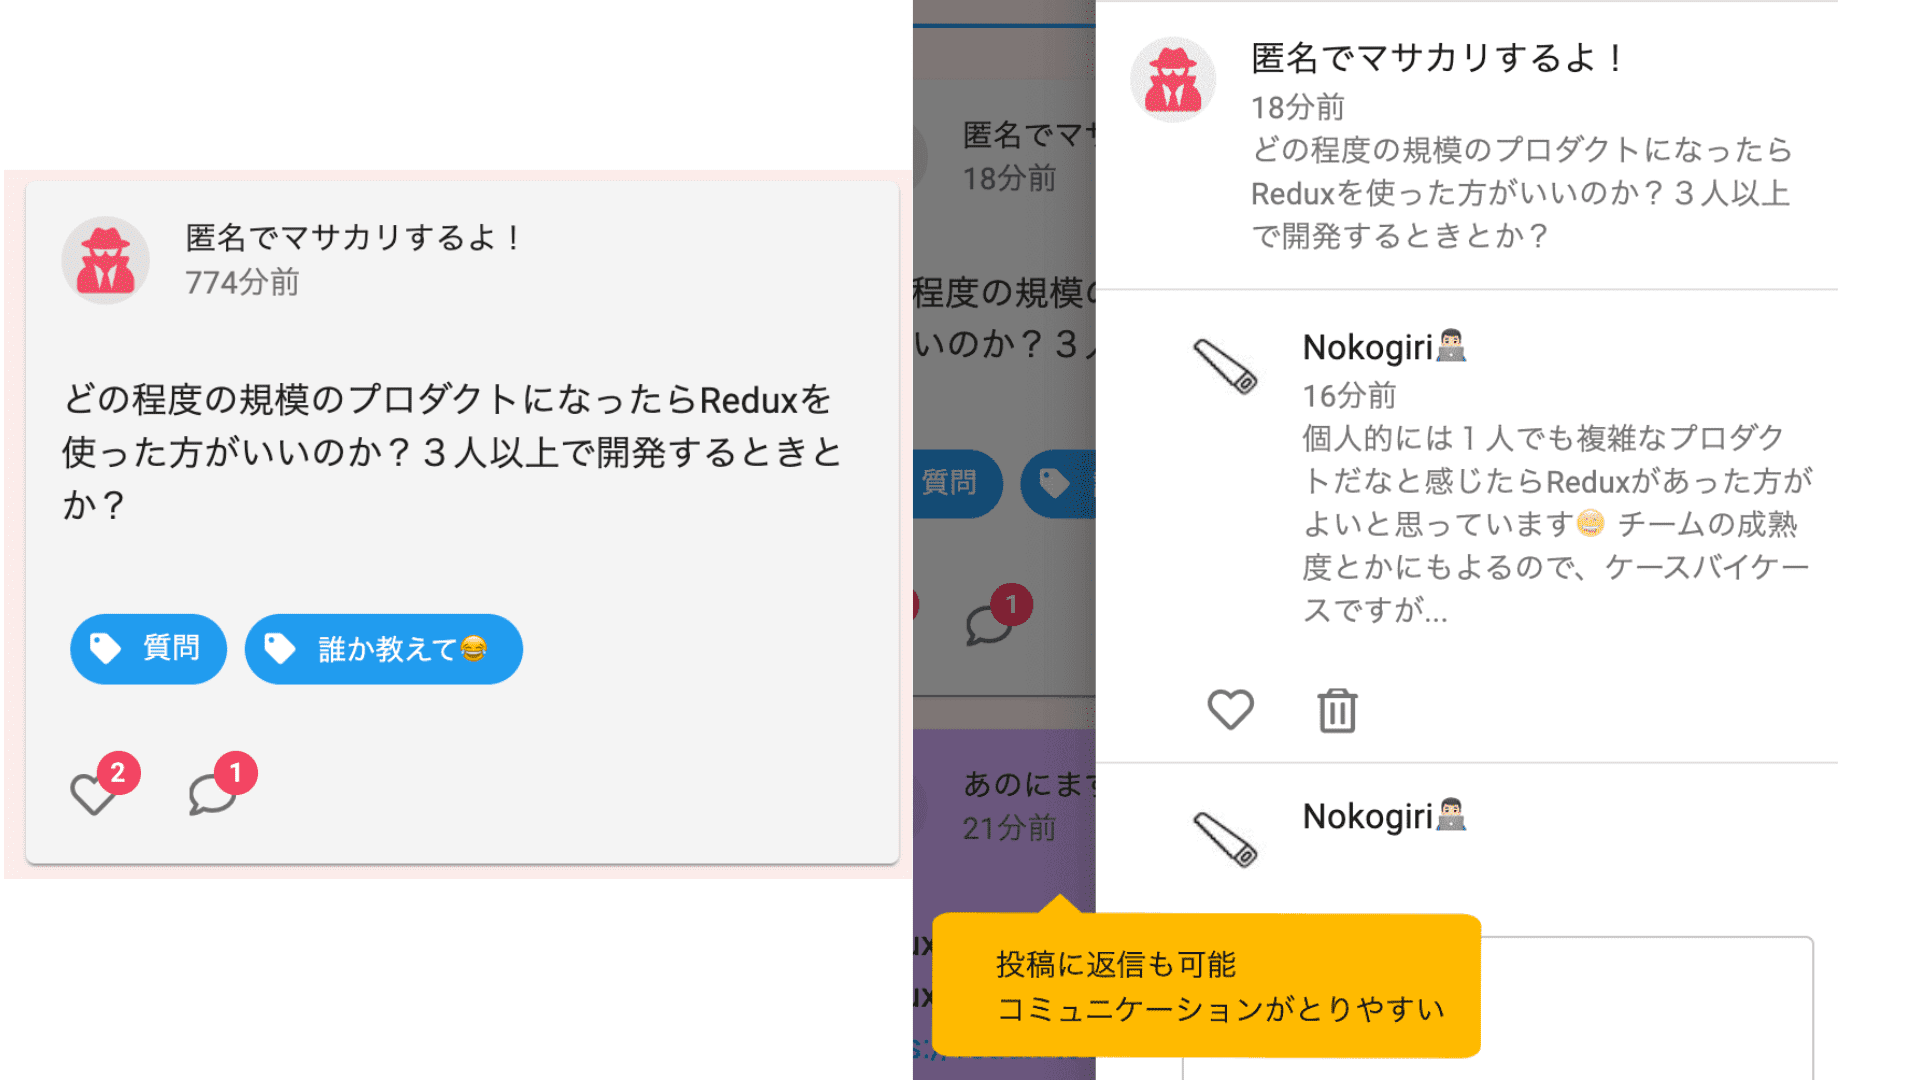 匿名でマサカリするよ！
774分前
どの程度の規模のプロダクトになったらReduxを
使った方がいいのか？３人以上で開発するときと
か？
質問
誰か教えて😂
2
1
匿名でマサ
18分前
程度の規模の
いのか？３人
質問
1
あのにます
21分前
ux
ux
匿名でマサカリするよ！
18分前
どの程度の規模のプロダクトになったら
Reduxを使った方がいいのか？３人以上
で開発するときとか？
Nokogiri👨🏻‍💻
16分前
個人的には１人でも複雑なプロダク
トだなと感じたらReduxがあった方が
よいと思っています😁 チームの成熟
度とかにもよるので、ケースバイケー
スですが...
Nokogiri👨🏻‍💻
投稿に返信も可能
コミュニケーションがとりやすい